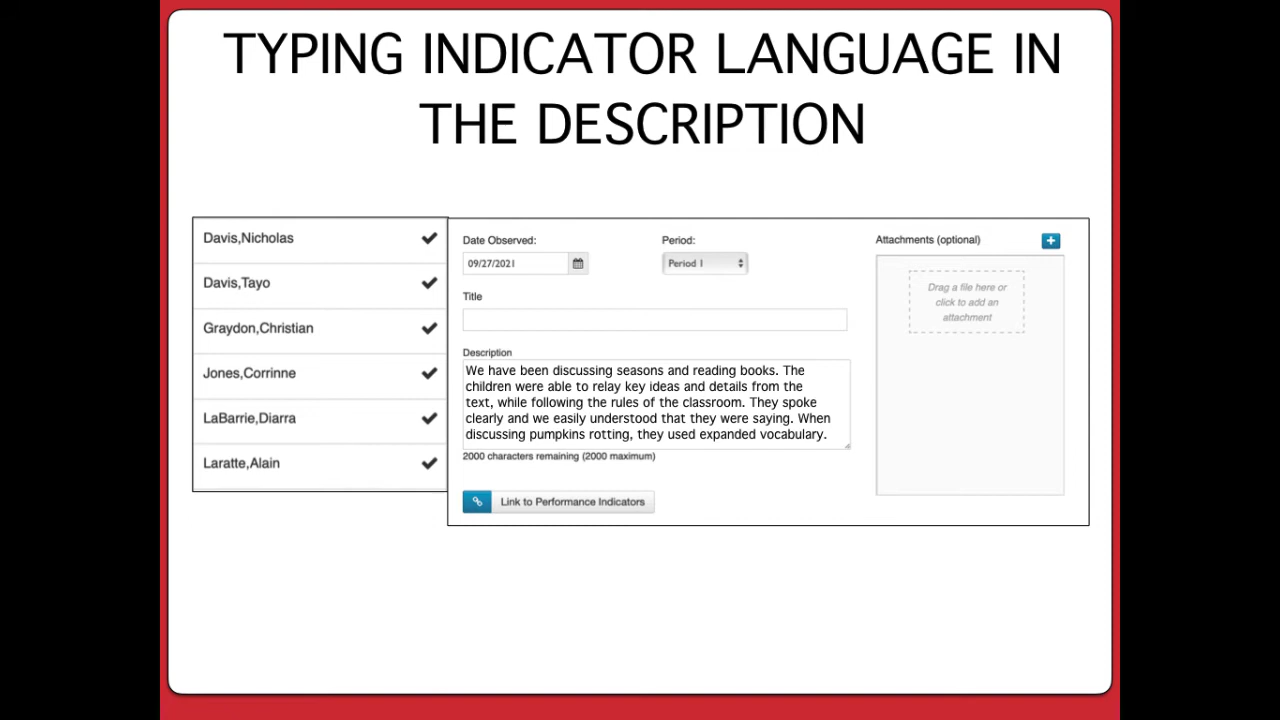 TYPING INDICATOR LANGUAGE IN
THE DESCRIPTION
Davis,Nicholas
Davis,Tayo
Graydon,Christian
Jones,Corrinne
LaBarrie,Diarra
Laratte,Alain
Date Observed:
09/27/2021
Period:
Period 1
Title
Description
We have been discussing seasons and reading books. The
children were able to relay key ideas and details from the
text, while following the rules of the classroom. They spoke
clearly and we easily understood that they were saying. When
discussing pumpkins rotting, they used expanded vocabulary.
2000 characters remaining (2000 maximum)
Link to Performance Indicators
Attachments (optional)
Drag a file here or
click to add an
attachment